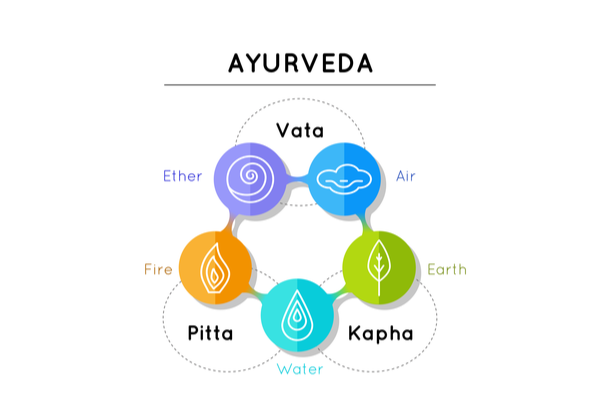 AYURVEDA
Vata
Ether
Air
Fire
Earth
Pitta
Kapha
Water